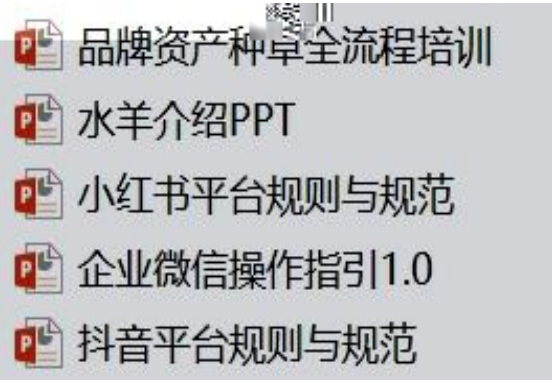 品牌资产种草全流程培训
水羊介绍PPT
小红书平台规则与规范
企业微信操作指引1.0
抖音平台规则与规范